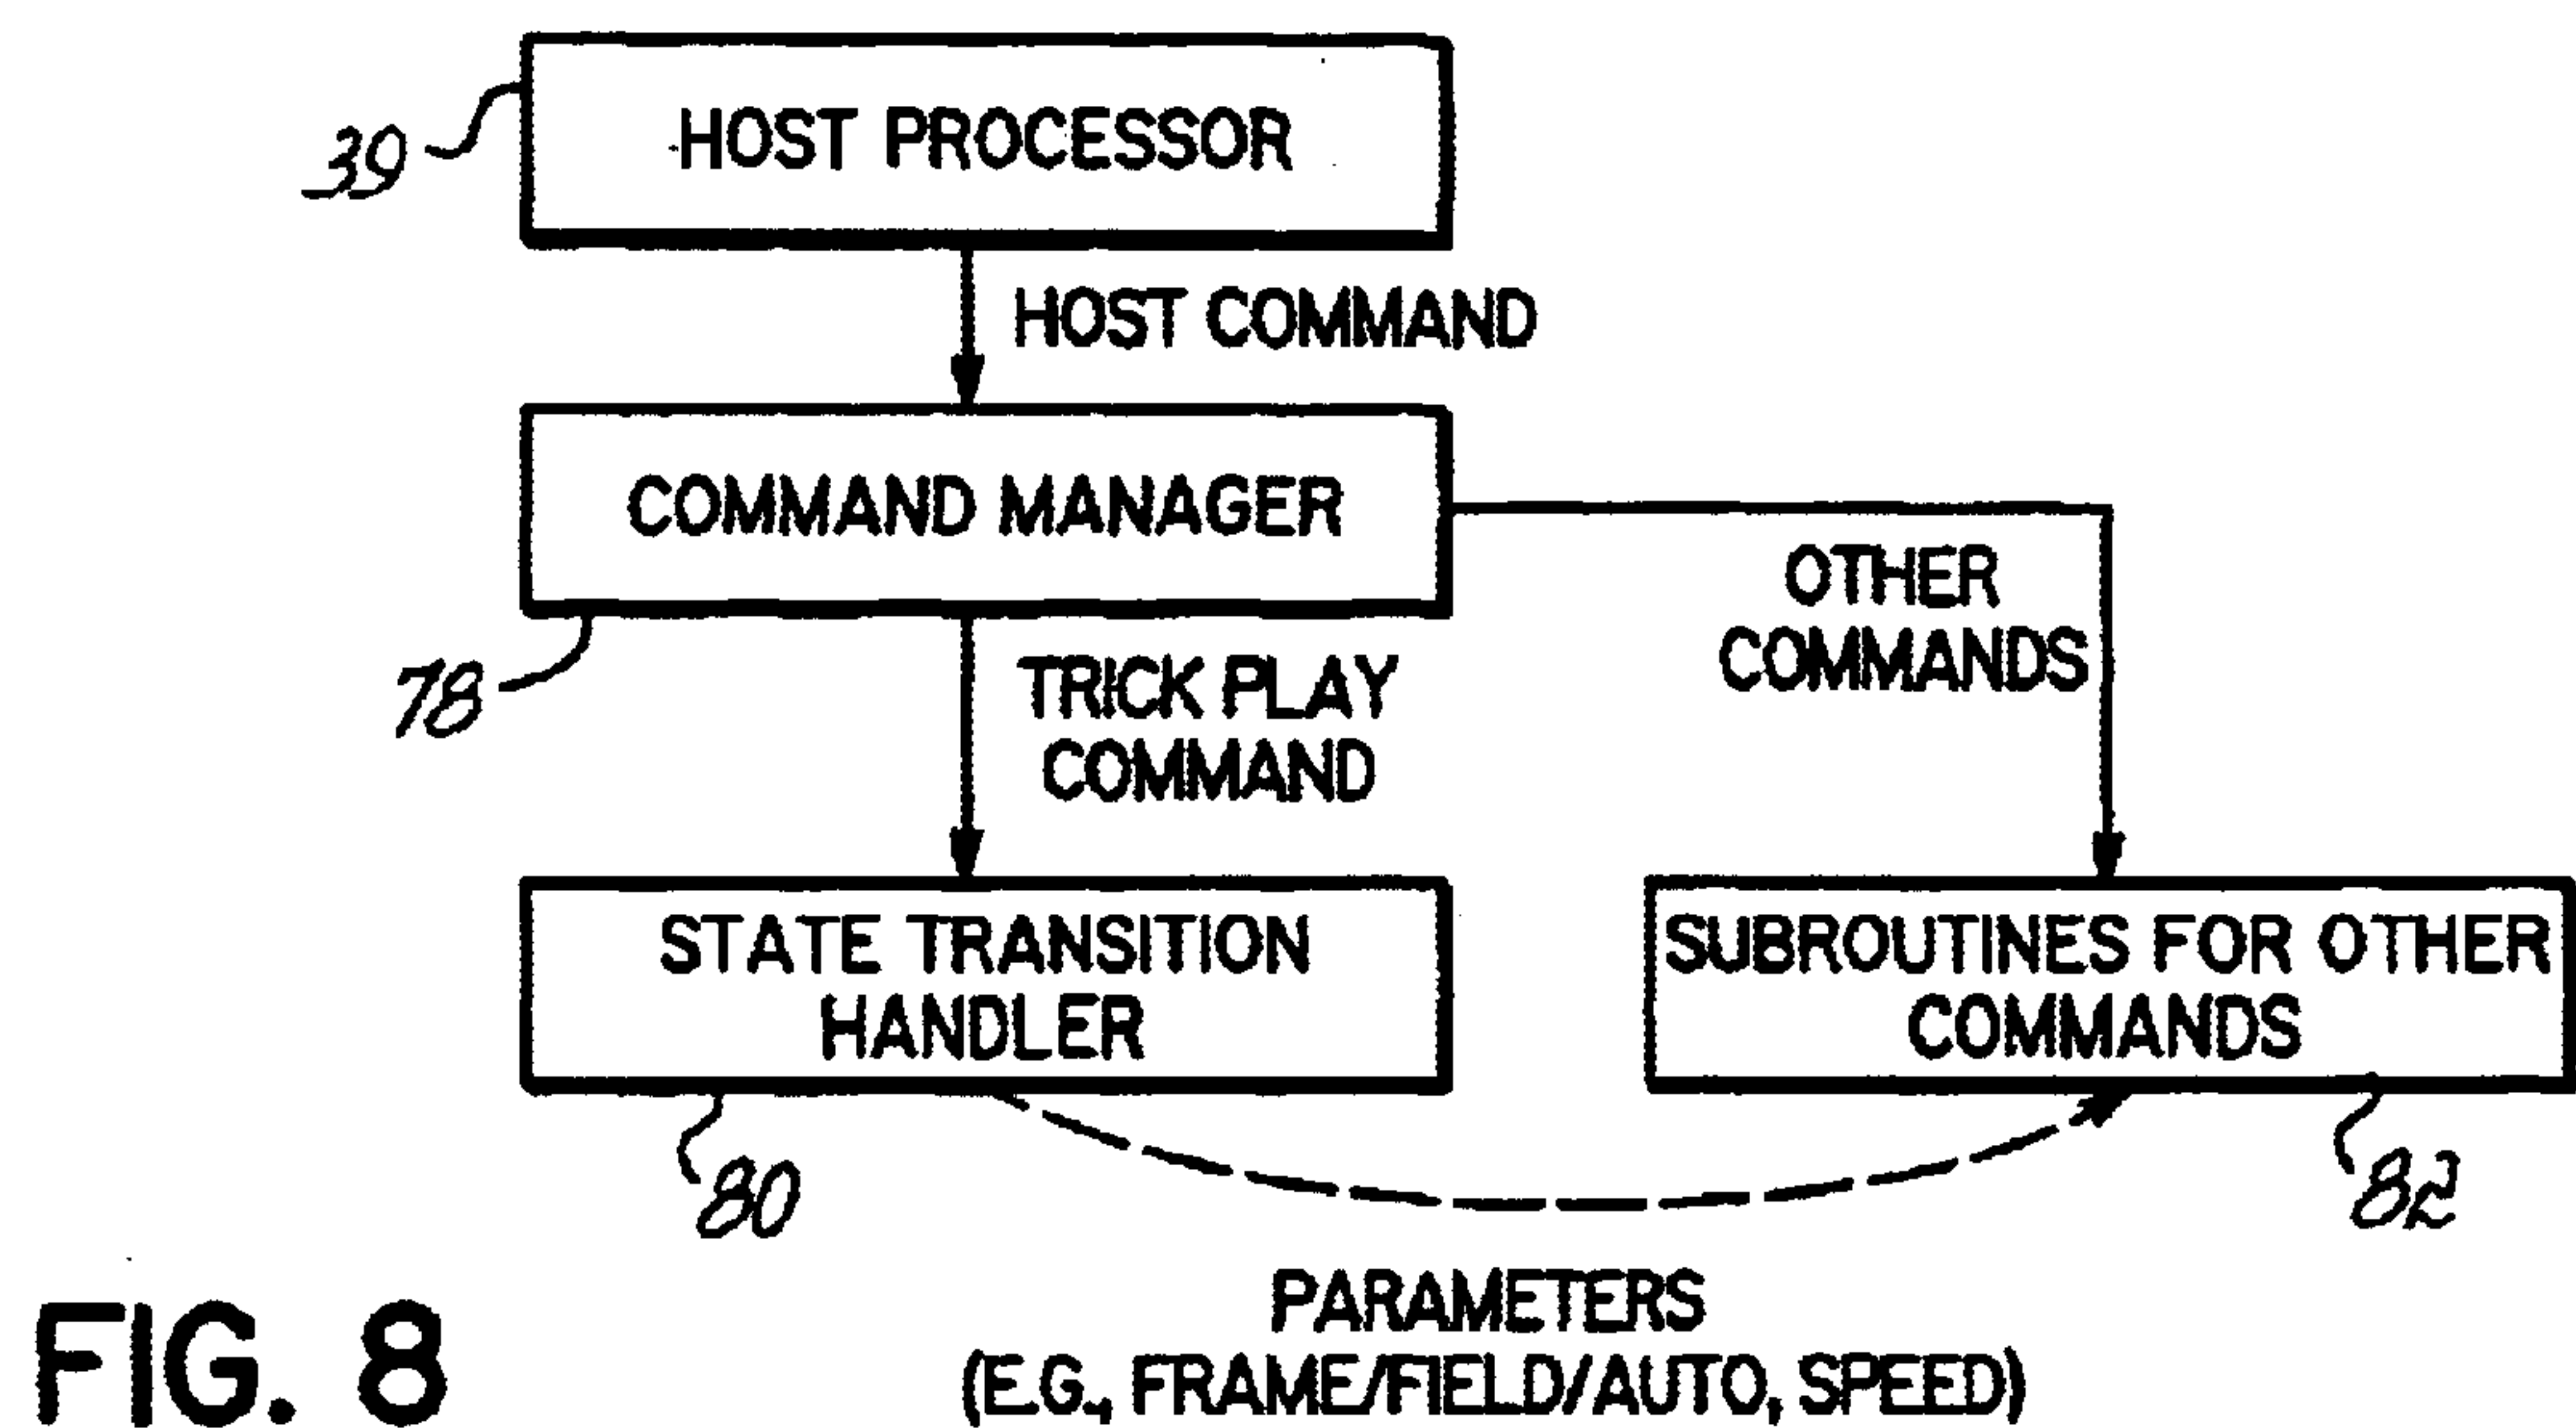 HOST PROCESSOR
39
HOST COMMAND
COMMAND MANAGER
78
OTHER
COMMANDS
TRICK PLAY
COMMAND
STATE TRANSITION
HANDLER
SUBROUTINES FOR OTHER
COMMANDS
80
82
PARAMETERS
(E.G., FRAME/FIELD/AUTO, SPEED)
FIG. 8